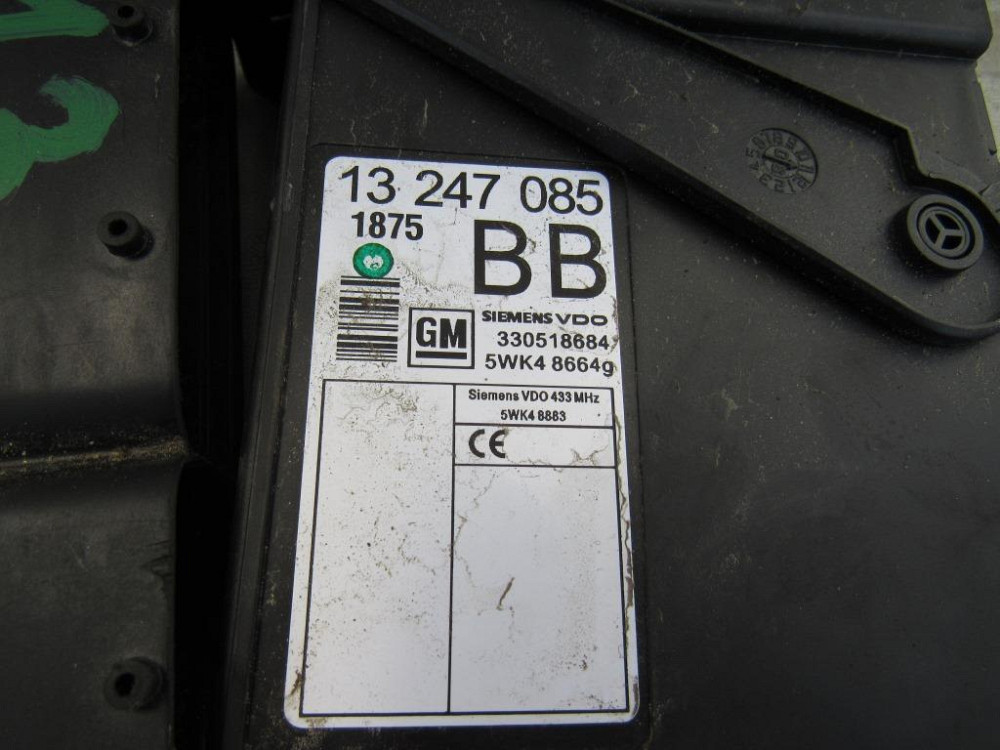 13 247 085
1875
BB
GM
SIEMENS VDO
330518684
5WK4 8664g
Siemens VDO 433 MHz
5WK4 8883
CE